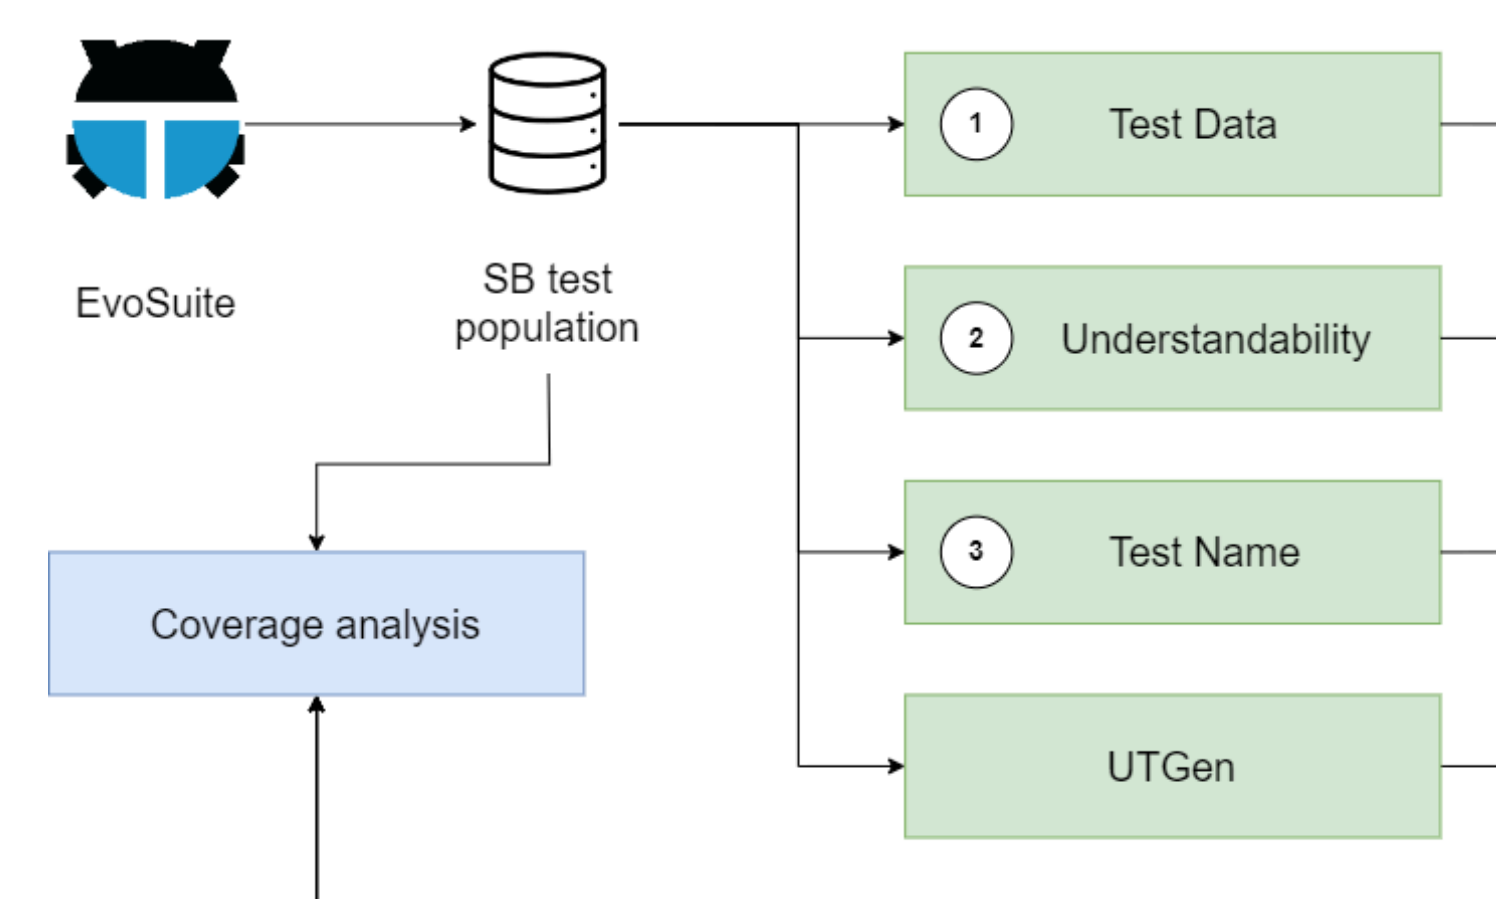 EvoSuite
SB test
population
1
Test Data
2
Understandability
3
Test Name
UTGen
Coverage analysis